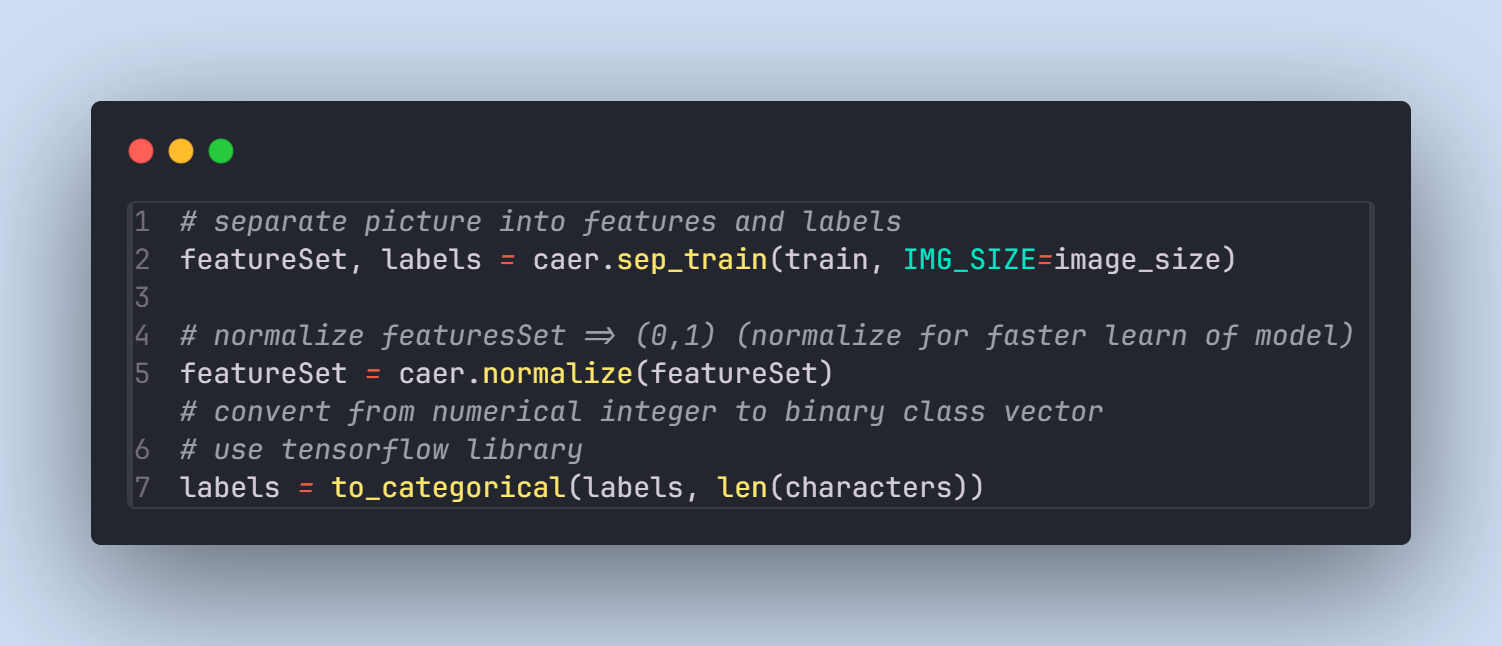 1 # separate picture into features and labels
2 featureSet, labels = caer.sep_train(train, IMG_SIZE=image_size)
3
4 # normalize featuresSet => (0,1) (normalize for faster learn of model)
5 featureSet = caer.normalize(featureSet)
# convert from numerical integer to binary class vector
6 # use tensorflow library
7 labels = to_categorical(labels, len(characters))